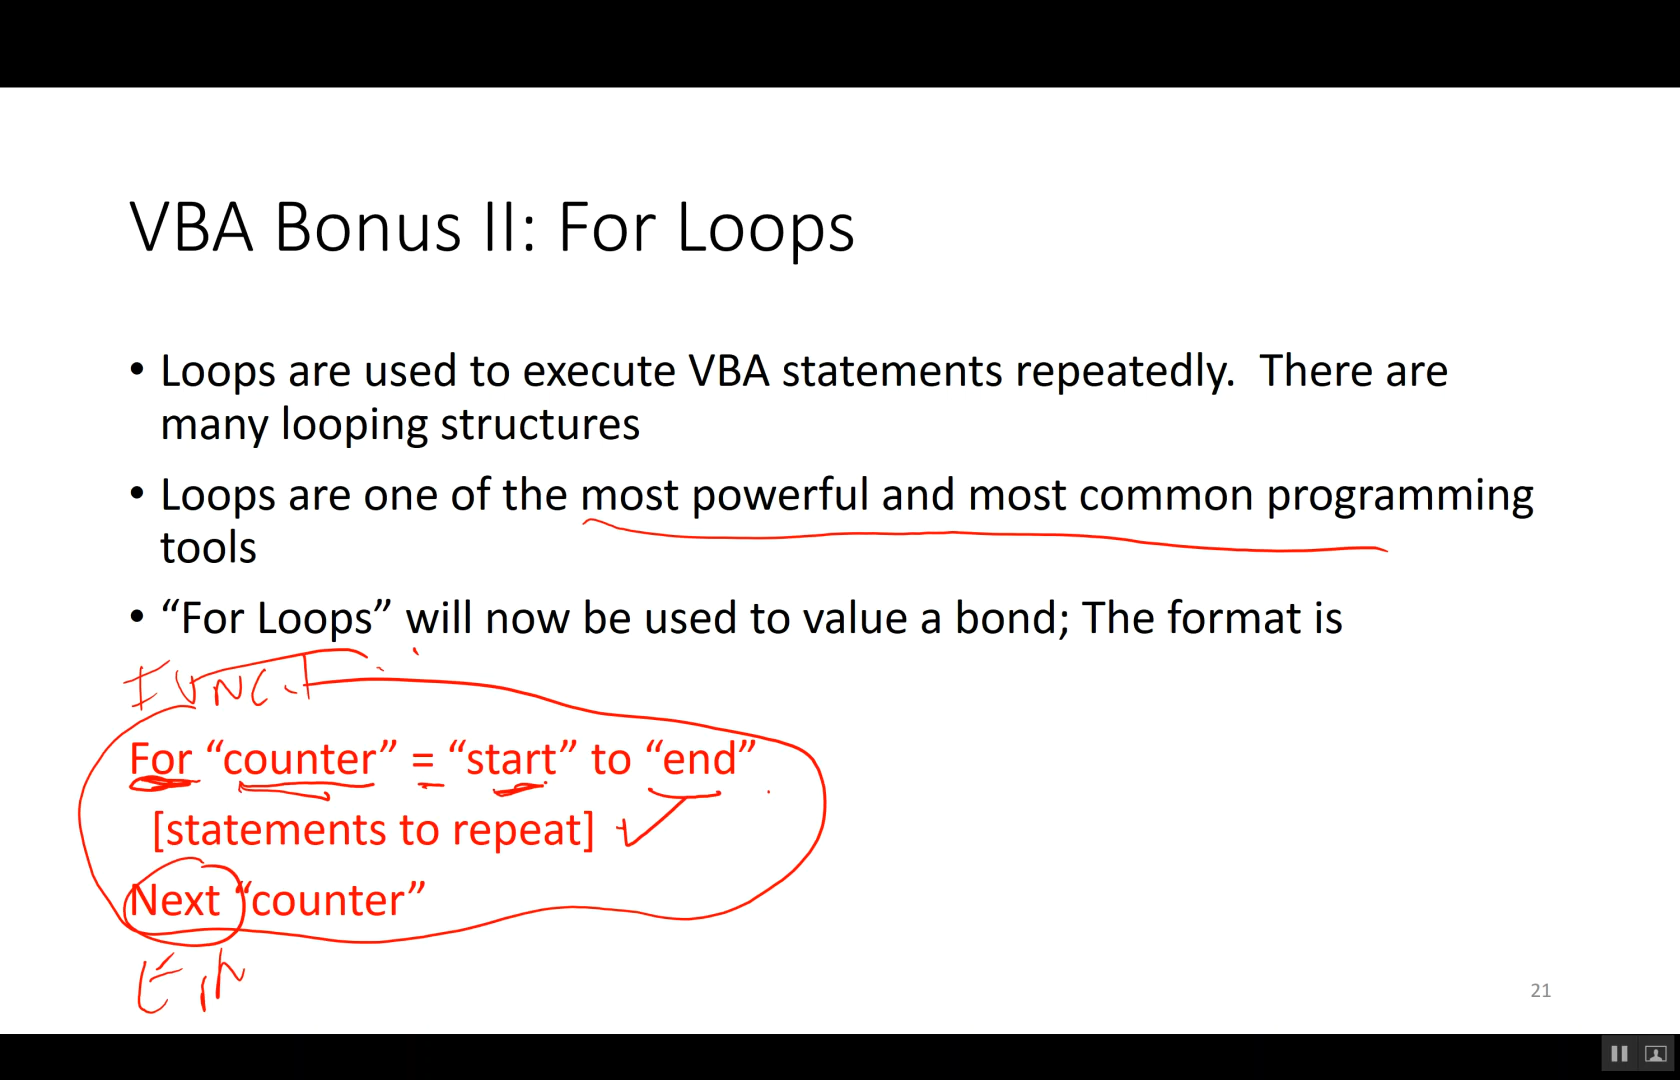 VBA Bonus II: For Loops
• Loops are used to execute VBA statements repeatedly.  There are
many looping structures
• Loops are one of the most powerful and most common programming
tools
• “For Loops” will now be used to value a bond; The format is
For “counter” = “start” to “end”
[statements to repeat]
Next “counter”
21